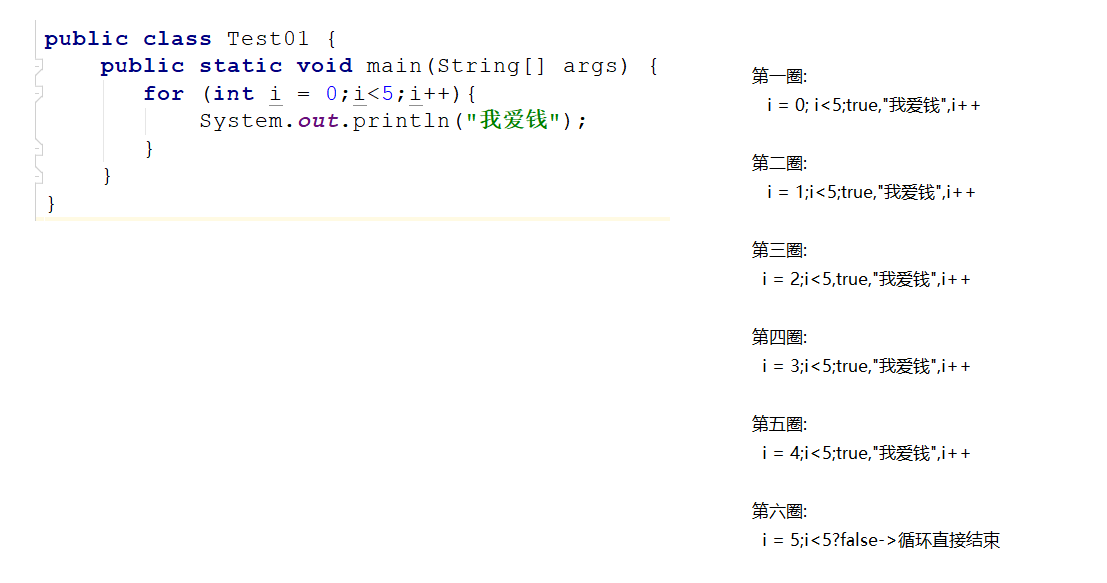 public class Test01 {
public static void main(String[] args) {
for (int i = 0;i<5;i++){
System.out.println("我爱钱");
}
}
}
第一圈:
i = 0; i<5;true,"我爱钱",i++
第二圈:
i = 1;i<5;true,"我爱钱",i++
第三圈:
i = 2;i<5,true,"我爱钱",i++
第四圈:
i = 3;i<5;true,"我爱钱",i++
第五圈:
i = 4;i<5;true,"我爱钱",i++
第六圈:
i = 5;i<5?false->循环直接结束